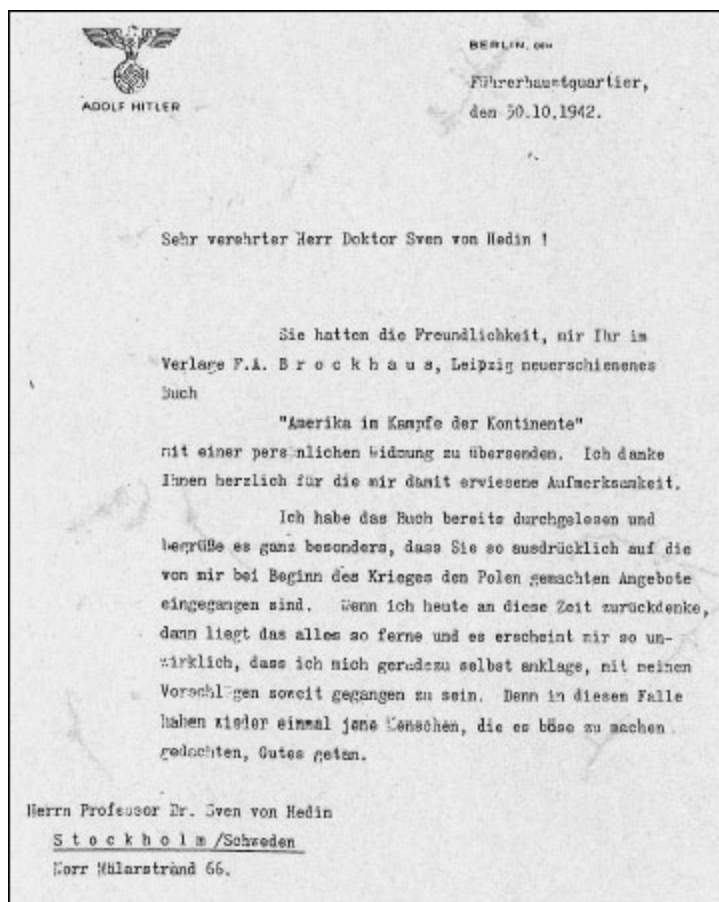 ADOLF HITLER
BERLIN, DEN
Führerhauptquartier,
den 30.10.1942.
Sehr verehrter Herr Doktor Sven von Hedin !
Sie hatten die Freundlichkeit, mir Ihr im
Verlage F.A. B r o c k h a u s, Leipzig neuerschienenes
Buch
"Amerika im Kampfe der Kontinente"
mit einer persönlichen Widmung zu übersenden. Ich danke
Ihnen herzlich für die mir damit erwiesene Aufmerksamkeit.
Ich habe das Buch bereits durchgelesen und
begrüße es ganz besonders, dass Sie so ausdrücklich auf die
von mir bei Beginn des Krieges den Polen gemachten Angebote
eingegangen sind. Wenn ich heute an diese Zeit zurückdenke,
dann liegt das alles so ferne und es erscheint mir so un-
wirklich, dass ich mich geradezu selbst anklage, mit meinen
Vorschlägen soweit gegangen zu sein. Denn in diesem Falle
haben wieder einmal jene Menschen, die es böse zu machen
gedachten, Gutes getan.
Herrn Professor Dr. Sven von Hedin
S t o c k h o l m /Schweden
Norr Mälarstrand 66.